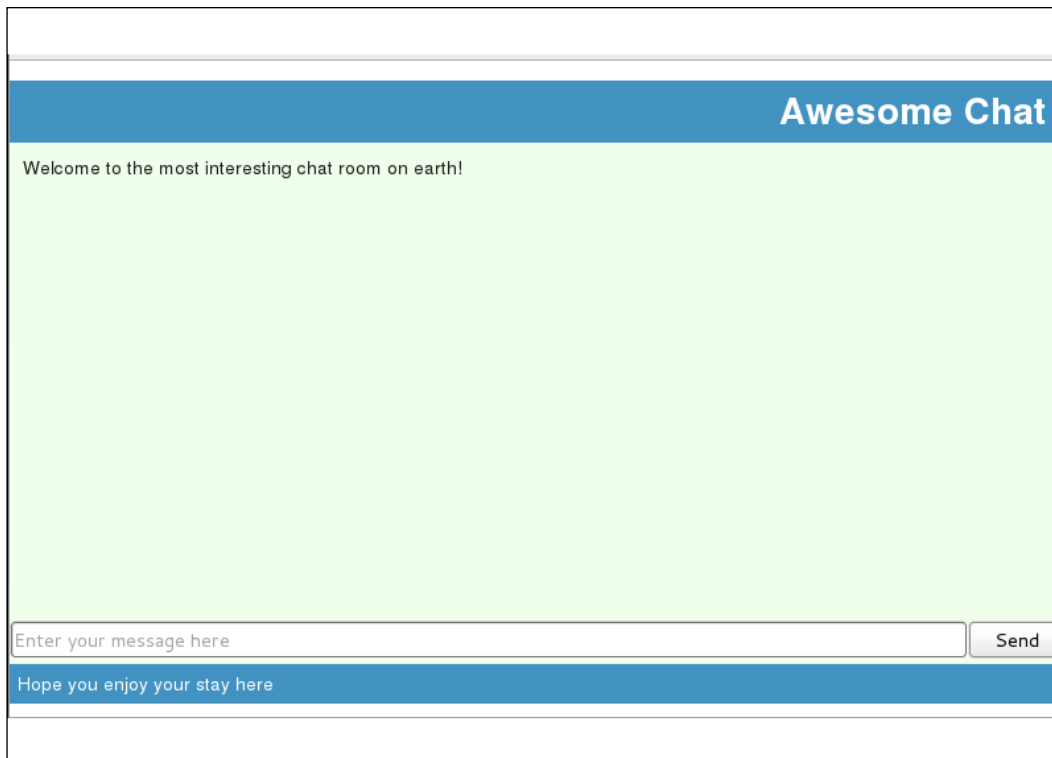 Awesome Chat
Welcome to the most interesting chat room on earth!
Enter your message here
Send
Hope you enjoy your stay here